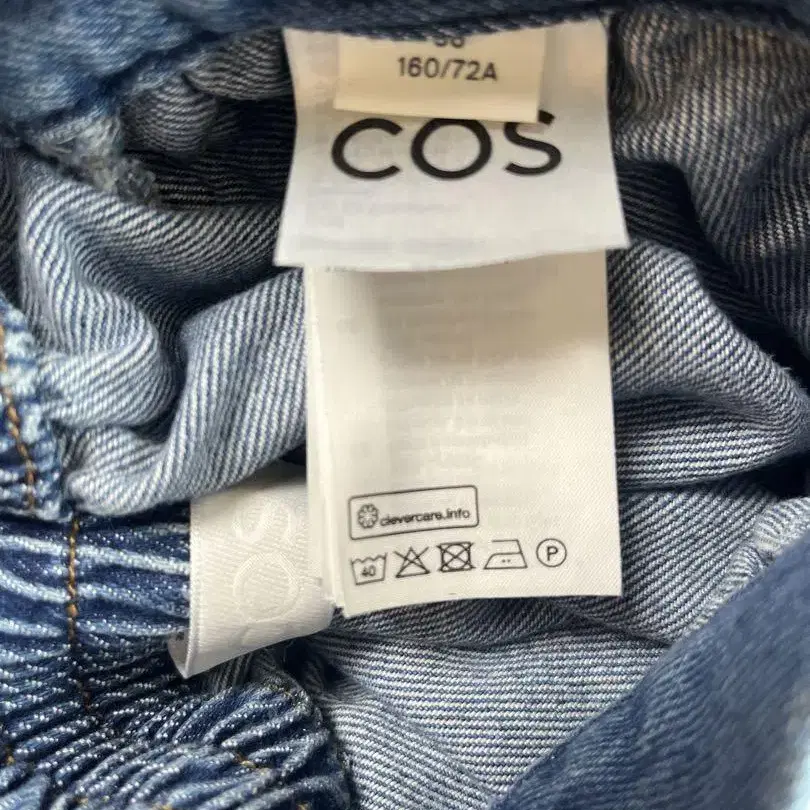 160/72A
COS
clevercare.info
40
P